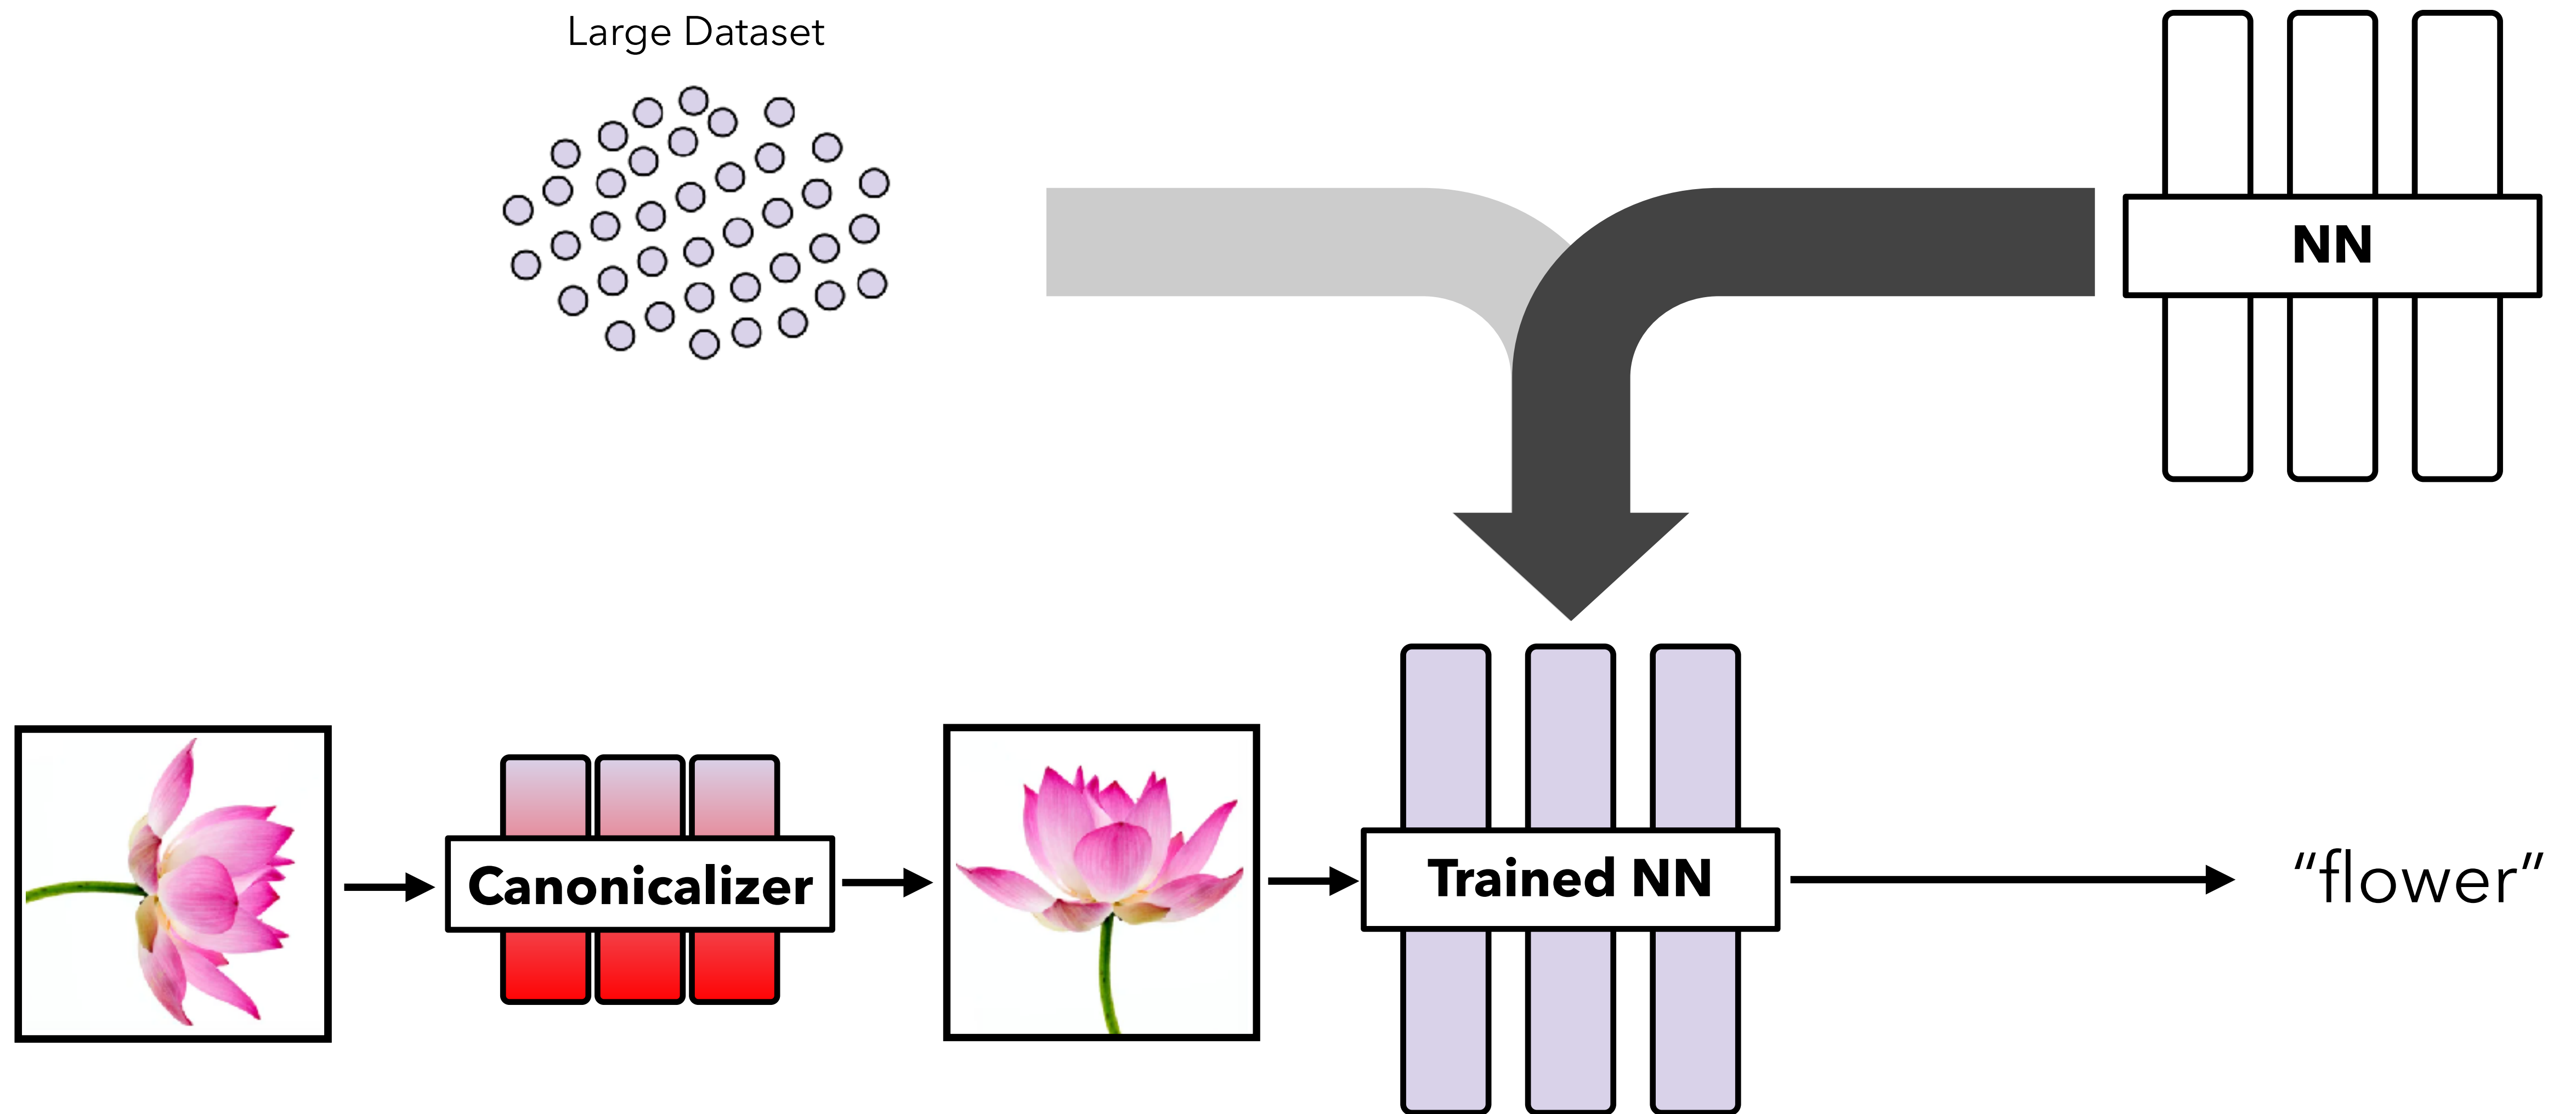 Large Dataset
NN
Canonicalizer
Trained NN
“flower”